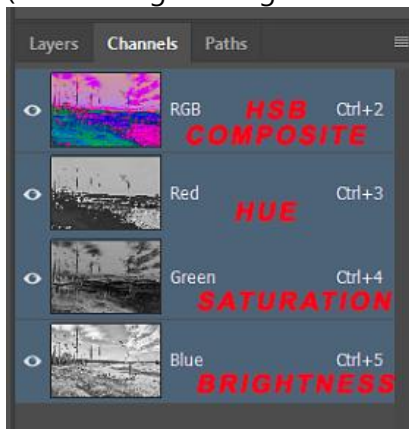 Layers Channels Paths
RGB HSB Ctrl+2
COMPOSITE
Red Ctrl+3
HUE
Green Ctrl+4
SATURATION
Blue Ctrl+5
BRIGHTNESS